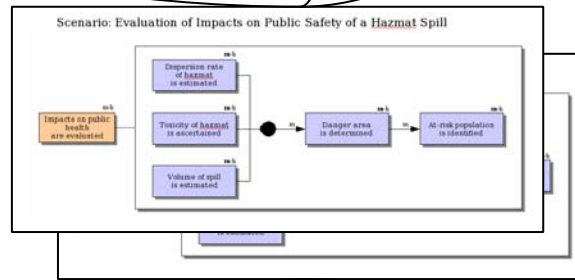 Scenario: Evaluation of Impacts on Public Safety of a Hazmat Spill
m-h
Dispersion rate
of hazmat
is estimated
m-h
Impacts on public
health
are evaluated
m-h
Toxicity of hazmat
is ascertained
m
m-h
Danger area
is determined
m
m-h
At-risk population
is identified
m-h
Volume of spill
is estimated
is estimated